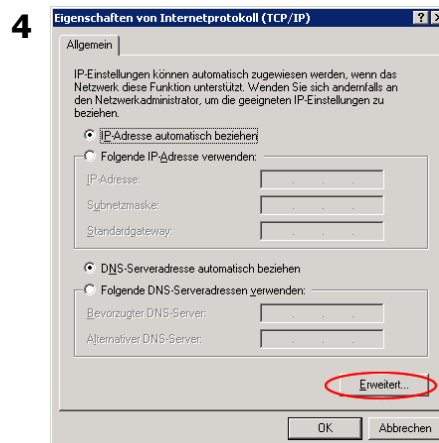 4
Eigenschaften von Internetprotokoll (TCP/IP)
Allgemein
IP-Einstellungen können automatisch zugewiesen werden, wenn das
Netzwerk diese Funktion unterstützt. Wenden Sie sich andernfalls an
den Netzwerkadministrator, um die geeigneten IP-Einstellungen zu
beziehen.
IP-Adresse automatisch beziehen
Folgende IP-Adresse verwenden:
IP-Adresse:
Subnetzmaske:
Standardgateway:
DNS-Serveradresse automatisch beziehen
Folgende DNS-Serveradressen verwenden:
Bevorzugter DNS-Server:
Alternativer DNS-Server:
Erweitert...
OK Abbrechen